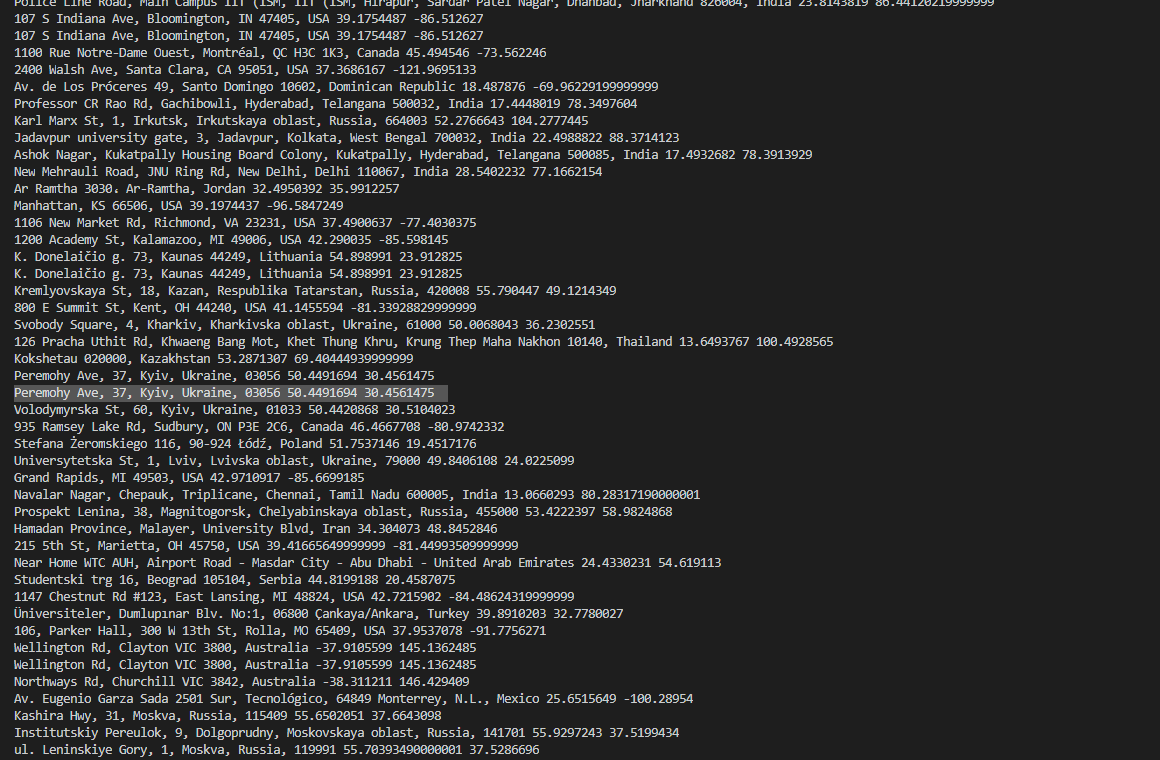 Police Line Road, Main Campus IIT (ISM, IIT (ISM, Hirapur, Sardar Patel Nagar, Dhanbad, Jharkhand 826004, India 23.8143819 86.44120219999999
107 S Indiana Ave, Bloomington, IN 47405, USA 39.1754487 -86.512627
107 S Indiana Ave, Bloomington, IN 47405, USA 39.1754487 -86.512627
1100 Rue Notre-Dame Ouest, Montréal, QC H3C 1K3, Canada 45.494546 -73.562246
2400 Walsh Ave, Santa Clara, CA 95051, USA 37.3686167 -121.9695133
Av. de Los Próceres 49, Santo Domingo 10602, Dominican Republic 18.487876 -69.96229199999999
Professor CR Rao Rd, Gachibowli, Hyderabad, Telangana 500032, India 17.4448019 78.3497604
Karl Marx St, 1, Irkutsk, Irkutskaya oblast, Russia, 664003 52.2766643 104.2777445
Jadavpur university gate, 3, Jadavpur, Kolkata, West Bengal 700032, India 22.4988822 88.3714123
Ashok Nagar, Kukatpally Housing Board Colony, Kukatpally, Hyderabad, Telangana 500085, India 17.4932682 78.3913929
New Mehrauli Road, JNU Ring Rd, New Delhi, Delhi 110067, India 28.5402232 77.1662154
Ar Ramtha 3030، Ar-Ramtha, Jordan 32.4950392 35.9912257
Manhattan, KS 66506, USA 39.1974437 -96.5847249
1106 New Market Rd, Richmond, VA 23231, USA 37.4900637 -77.4030375
1200 Academy St, Kalamazoo, MI 49006, USA 42.290035 -85.598145
K. Donelaičio g. 73, Kaunas 44249, Lithuania 54.898991 23.912825
K. Donelaičio g. 73, Kaunas 44249, Lithuania 54.898991 23.912825
Kremlyovskaya St, 18, Kazan, Respublika Tatarstan, Russia, 420008 55.790447 49.1214349
800 E Summit St, Kent, OH 44240, USA 41.1455594 -81.33928829999999
Svobody Square, 4, Kharkiv, Kharkivska oblast, Ukraine, 61000 50.0068043 36.2302551
126 Pracha Uthit Rd, Khwaeng Bang Mot, Khet Thung Khru, Krung Thep Maha Nakhon 10140, Thailand 13.6493767 100.4928565
Kokshetau 020000, Kazakhstan 53.2871307 69.40444939999999
Peremohy Ave, 37, Kyiv, Ukraine, 03056 50.4491694 30.4561475
Peremohy Ave, 37, Kyiv, Ukraine, 03056 50.4491694 30.4561475
Volodymyrska St, 60, Kyiv, Ukraine, 01033 50.4420868 30.5104023
935 Ramsey Lake Rd, Sudbury, ON P3E 2C6, Canada 46.4667708 -80.9742332
Stefana Żeromskiego 116, 90-924 Łódź, Poland 51.7537146 19.4517176
Universytetska St, 1, Lviv, Lvivska oblast, Ukraine, 79000 49.8406108 24.0225099
Grand Rapids, MI 49503, USA 42.9710917 -85.6699185
Navalar Nagar, Chepauk, Triplicane, Chennai, Tamil Nadu 600005, India 13.0660293 80.28317190000001
Prospekt Lenina, 38, Magnitogorsk, Chelyabinskaya oblast, Russia, 455000 53.4222397 58.9824868
Hamadan Province, Malayer, University Blvd, Iran 34.304073 48.8452846
215 5th St, Marietta, OH 45750, USA 39.41665649999999 -81.44993509999999
Near Home WTC AUH, Airport Road - Masdar City - Abu Dhabi - United Arab Emirates 24.4330231 54.619113
Studentski trg 16, Beograd 105104, Serbia 44.8199188 20.4587075
1147 Chestnut Rd #123, East Lansing, MI 48824, USA 42.7215902 -84.48624319999999
Üniversiteler, Dumlupınar Blv. No:1, 06800 Çankaya/Ankara, Turkey 39.8910203 32.7780027
106, Parker Hall, 300 W 13th St, Rolla, MO 65409, USA 37.9537078 -91.7756271
Wellington Rd, Clayton VIC 3800, Australia -37.9105599 145.1362485
Wellington Rd, Clayton VIC 3800, Australia -37.9105599 145.1362485
Northways Rd, Churchill VIC 3842, Australia -38.311211 146.429409
Av. Eugenio Garza Sada 2501 Sur, Tecnológico, 64849 Monterrey, N.L., Mexico 25.6515649 -100.28954
Kashira Hwy, 31, Moskva, Russia, 115409 55.6502051 37.6643098
Institutskiy Pereulok, 9, Dolgoprudny, Moskovskaya oblast, Russia, 141701 55.9297243 37.5199434
ul. Leninskiye Gory, 1, Moskva, Russia, 119991 55.70393490000001 37.5286696